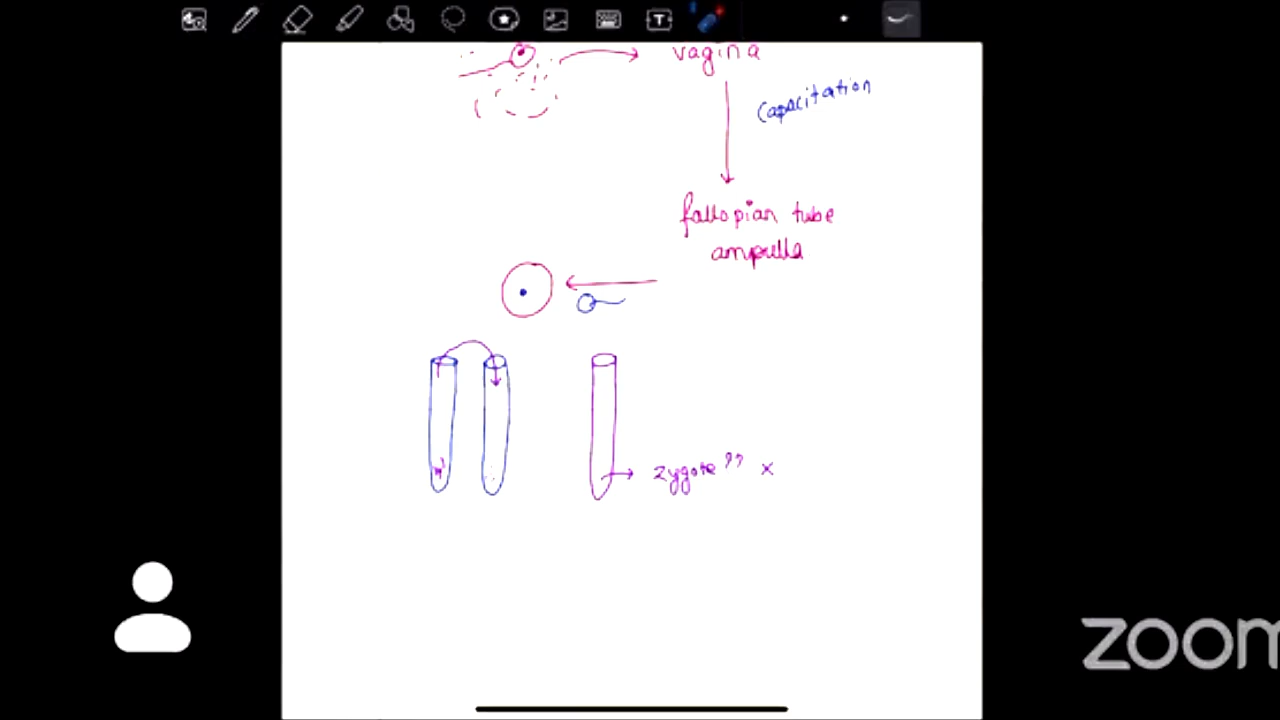 vagina
Capacitation
fallopian tube
ampulla
zygote ?? ×
zoom